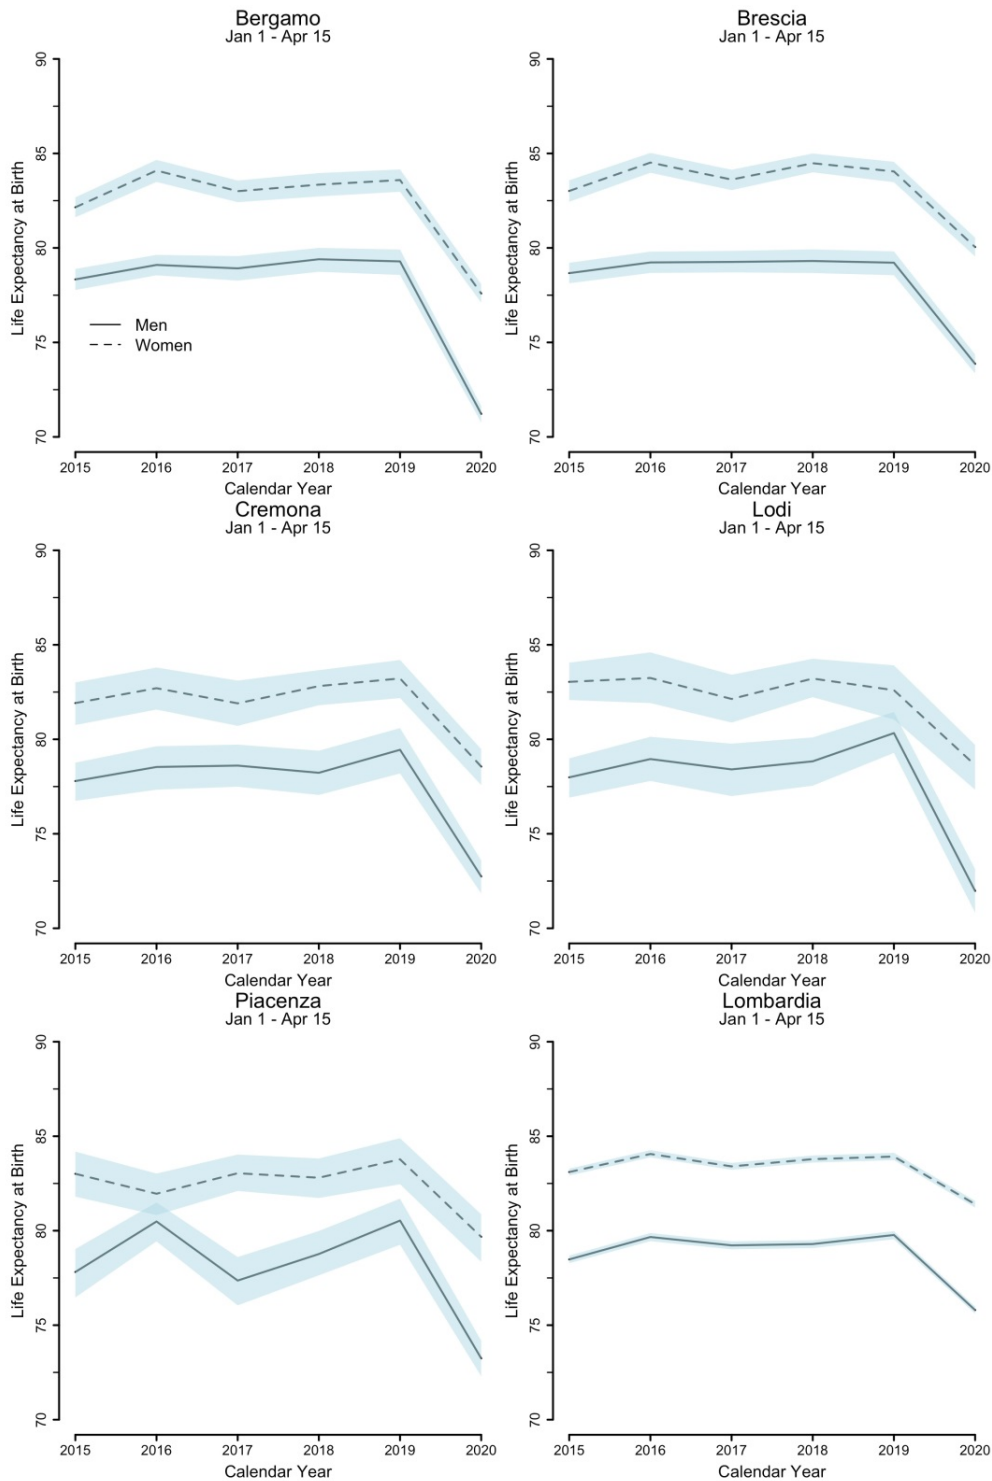 Bergamo
Jan 1 - Apr 15
Life Expectancy at Birth
90
85
80
75
70
Men
Women
2015 2016 2017 2018 2019 2020
Calendar Year
Brescia
Jan 1 - Apr 15
Life Expectancy at Birth
90
85
80
75
70
2015 2016 2017 2018 2019 2020
Calendar Year
Cremona
Jan 1 - Apr 15
Life Expectancy at Birth
90
85
80
75
70
2015 2016 2017 2018 2019 2020
Calendar Year
Lodi
Jan 1 - Apr 15
Life Expectancy at Birth
90
85
80
75
70
2015 2016 2017 2018 2019 2020
Calendar Year
Piacenza
Jan 1 - Apr 15
Life Expectancy at Birth
90
85
80
75
70
2015 2016 2017 2018 2019 2020
Calendar Year
Lombardia
Jan 1 - Apr 15
Life Expectancy at Birth
90
85
80
75
70
2015 2016 2017 2018 2019 2020
Calendar Year